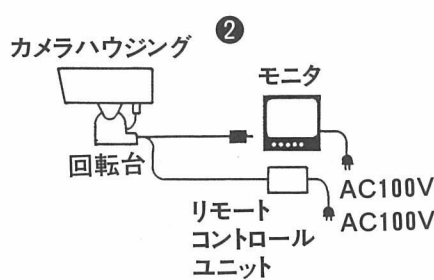 ❷
カメラハウジング
モニタ
回転台
AC100V
リモート
コントロール
ユニット
AC100V